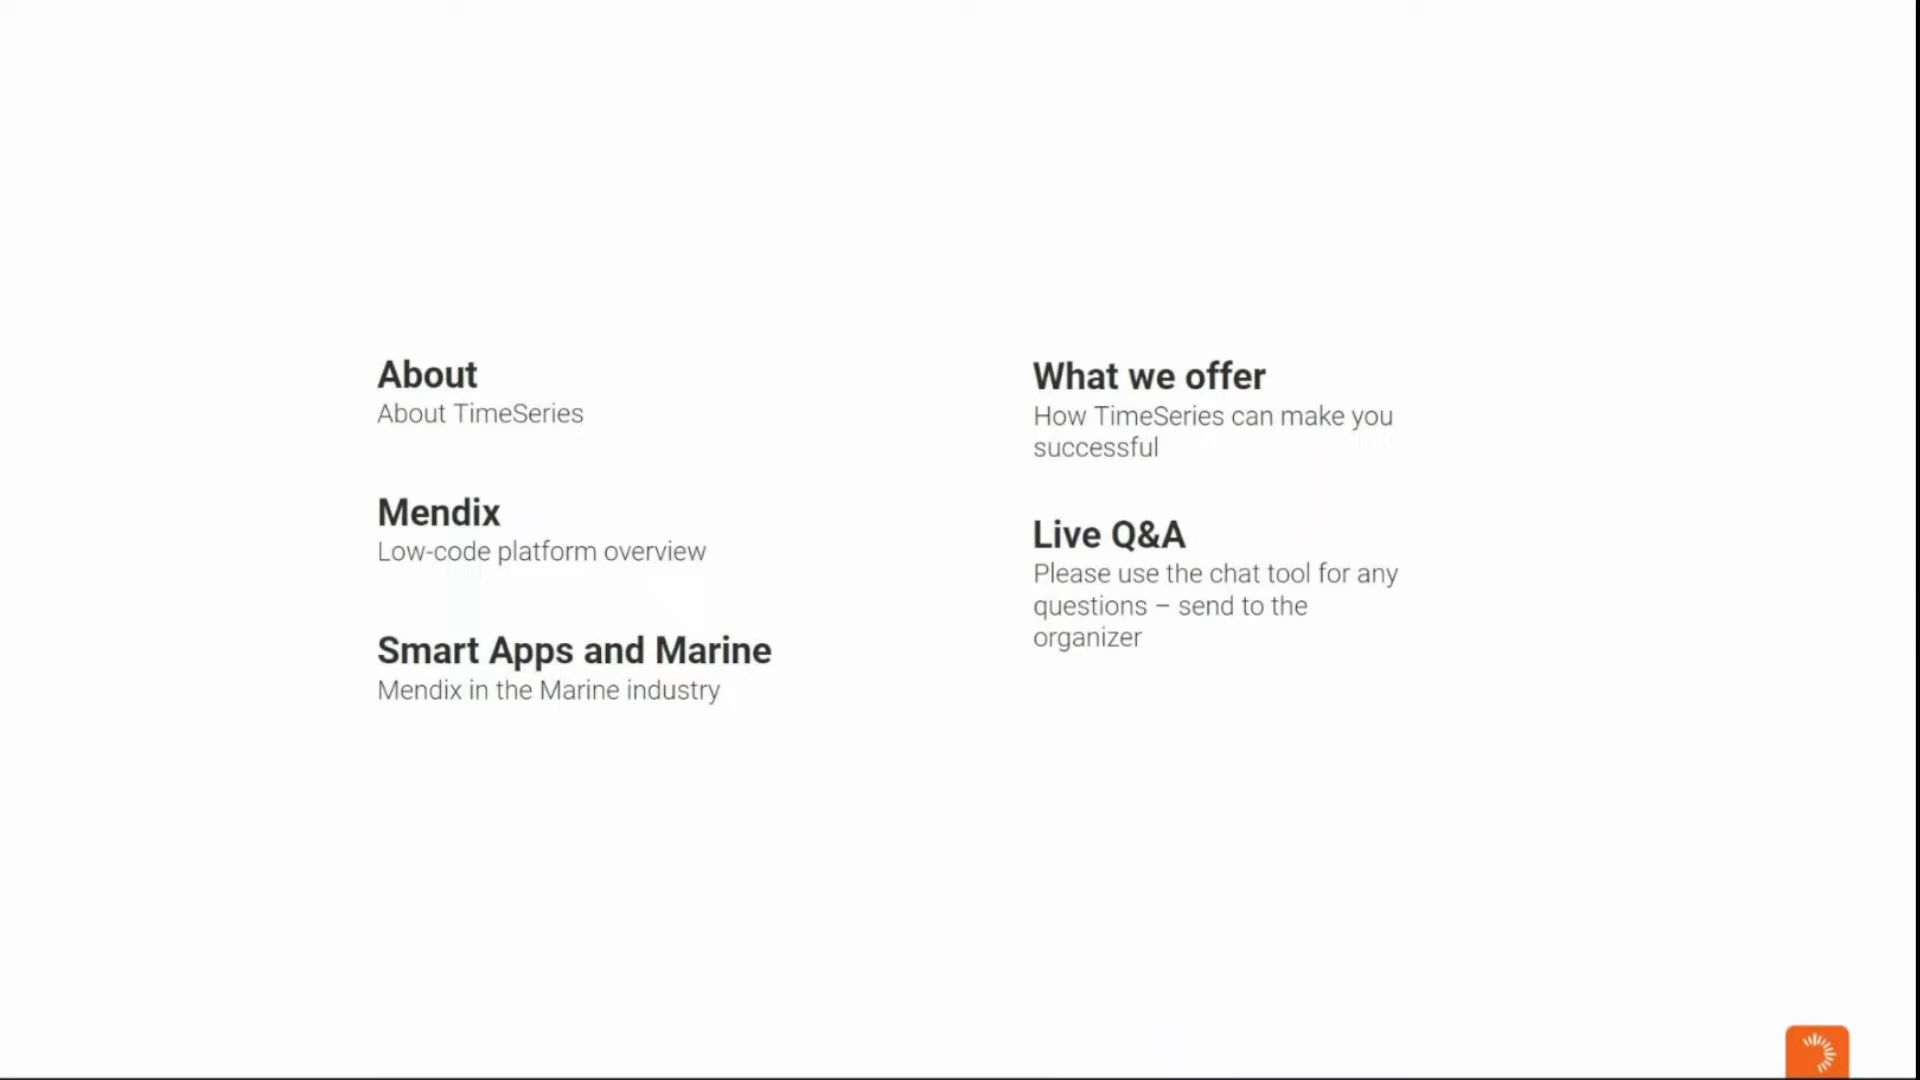 About
About TimeSeries
Mendix
Low-code platform overview
Smart Apps and Marine
Mendix in the Marine industry
What we offer
How TimeSeries can make you
successful
Live Q&A
Please use the chat tool for any
questions – send to the
organizer